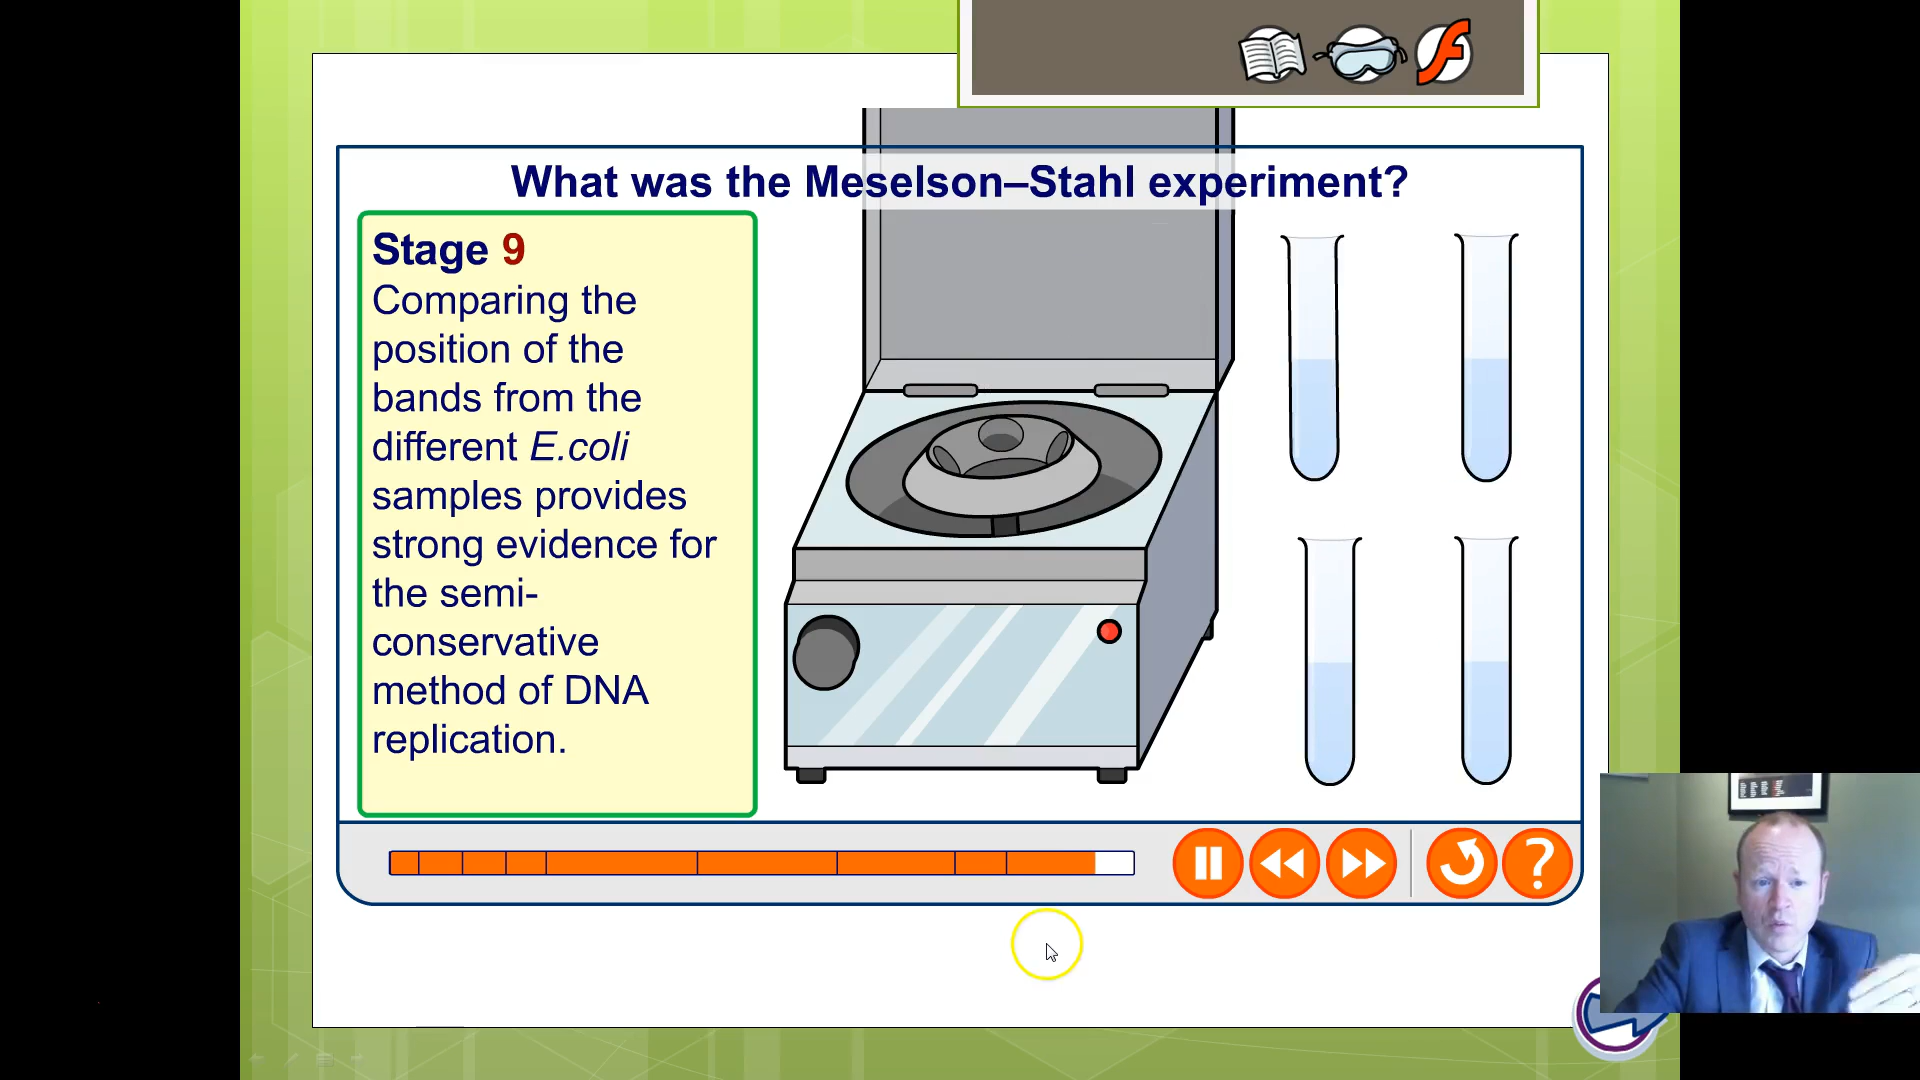 What was the Meselson–Stahl experiment?
Stage 9
Comparing the
position of the
bands from the
different E.coli
samples provides
strong evidence for
the semi-
conservative
method of DNA
replication.
?